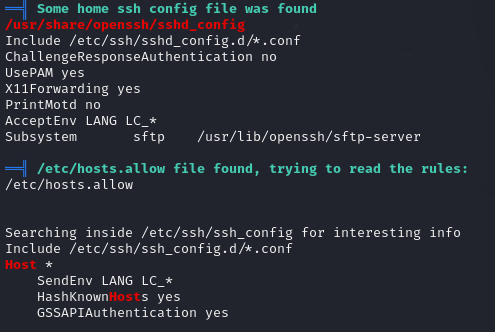 ══╣ Some home ssh config file was found
/usr/share/openssh/sshd_config
Include /etc/ssh/sshd_config.d/*.conf
ChallengeResponseAuthentication no
UsePAM yes
X11Forwarding yes
PrintMotd no
AcceptEnv LANG LC_*
Subsystem       sftp    /usr/lib/openssh/sftp-server
══╣ /etc/hosts.allow file found, trying to read the rules:
/etc/hosts.allow
Searching inside /etc/ssh/ssh_config for interesting info
Include /etc/ssh/ssh_config.d/*.conf
Host *
    SendEnv LANG LC_*
    HashKnownHosts yes
    GSSAPIAuthentication yes